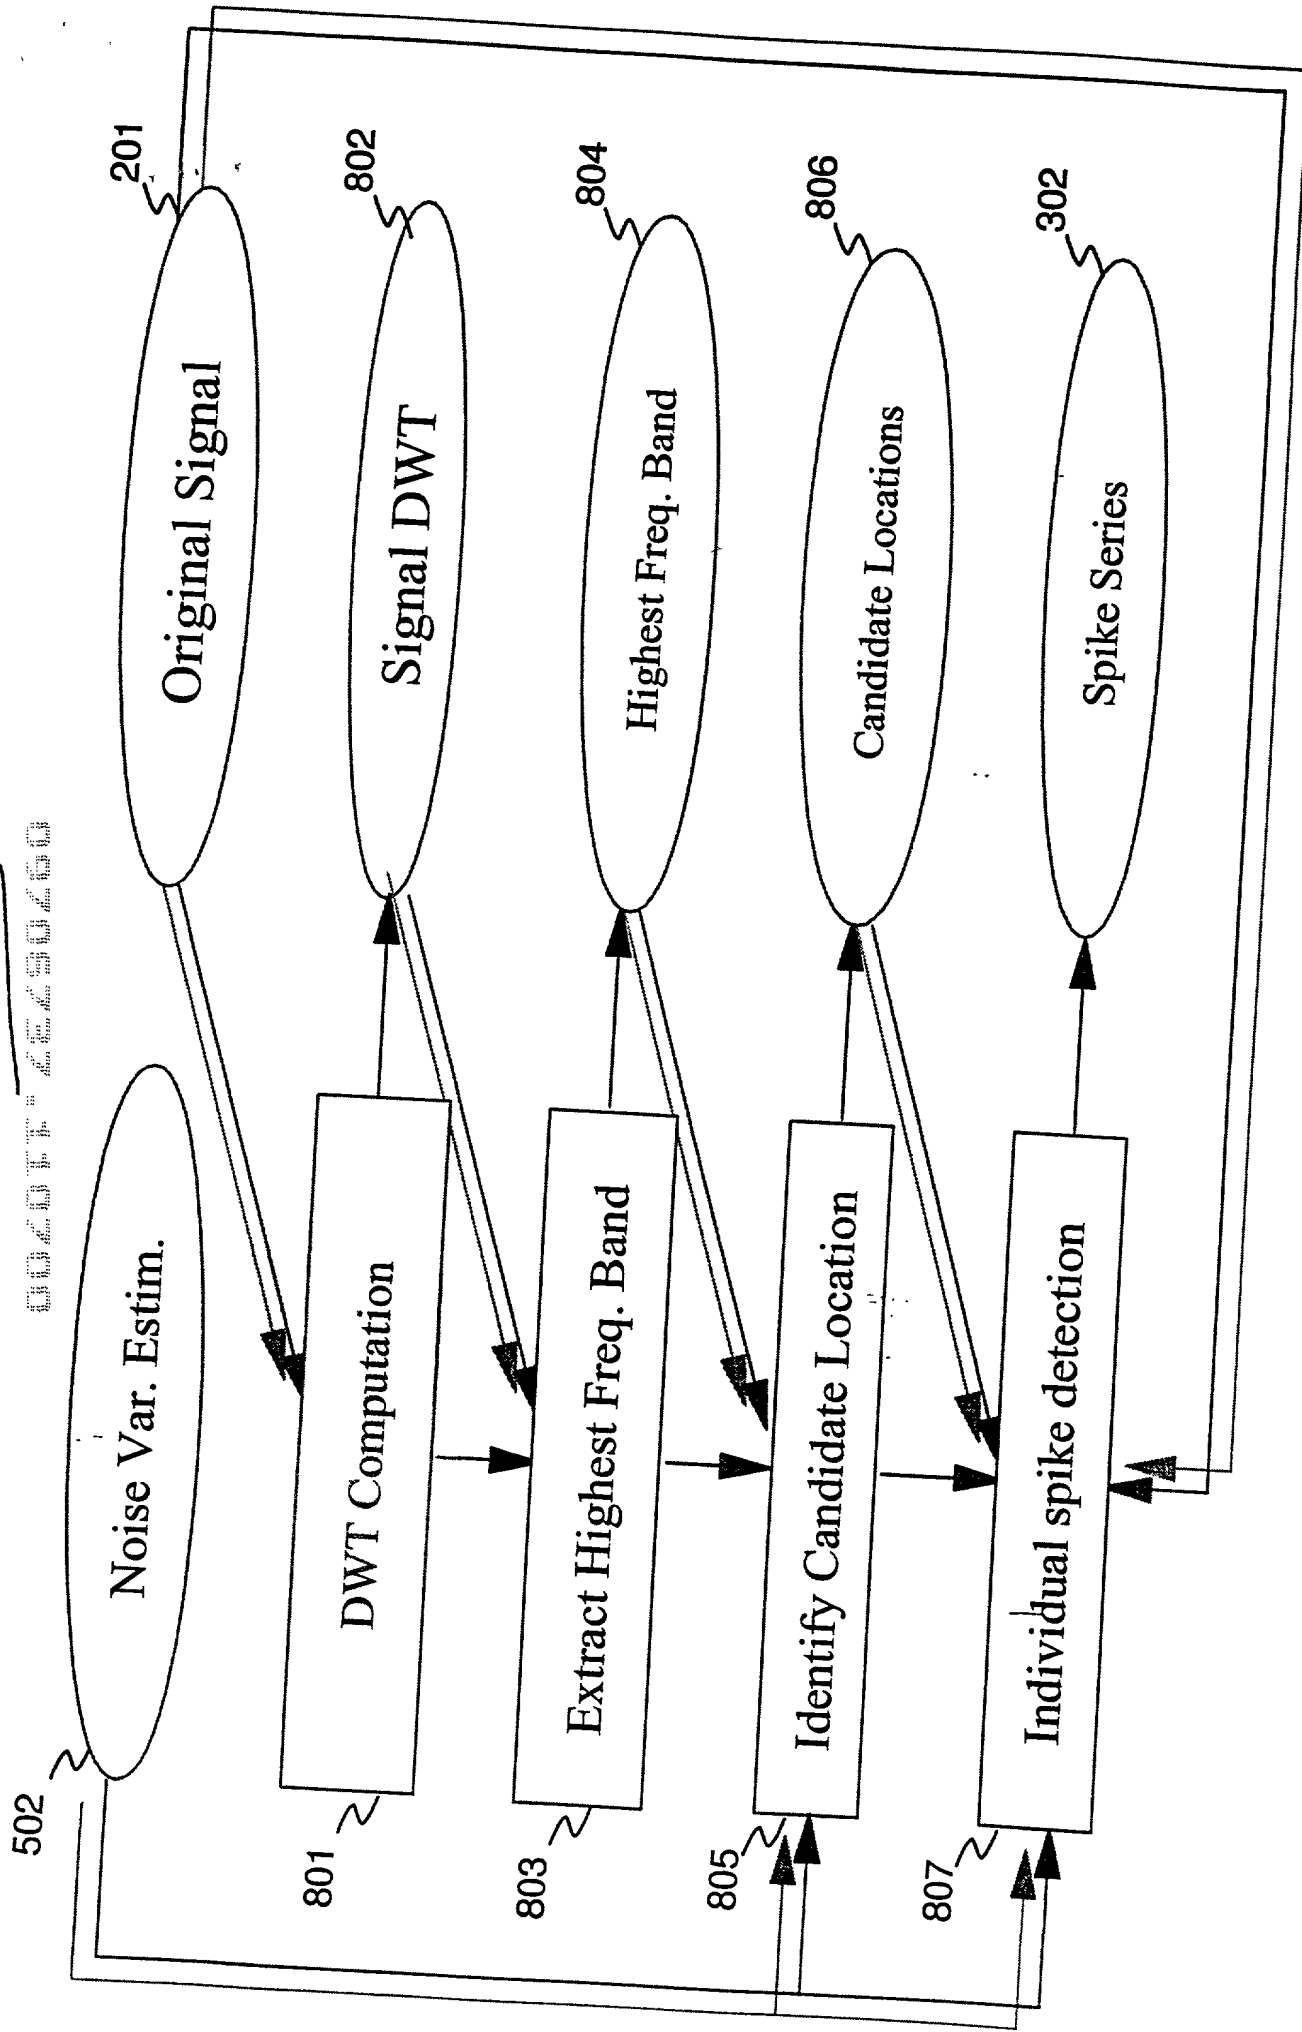 502
Noise Var. Estim.
201
Original Signal
801
DWT Computation
802
Signal DWT
803
Extract Highest Freq. Band
804
Highest Freq. Band
805
Identify Candidate Location
806
Candidate Locations
807
Individual spike detection
302
Spike Series